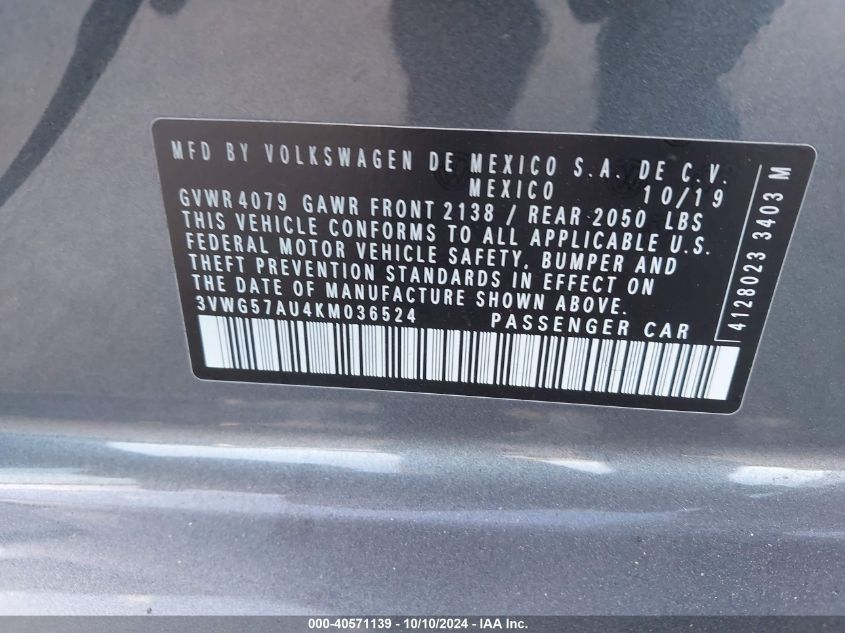 MFD BY VOLKSWAGEN DE MEXICO S.A. DE C.V.
MEXICO 10/19
GVWR 4079 GAWR FRONT 2138 / REAR 2050 LBS
THIS VEHICLE CONFORMS TO ALL APPLICABLE U.S.
FEDERAL MOTOR VEHICLE SAFETY, BUMPER AND
THEFT PREVENTION STANDARDS IN EFFECT ON
THE DATE OF MANUFACTURE SHOWN ABOVE.
3VWG57AU4KM036524 PASSENGER CAR
4128023 3403 M
000-40571139 - 10/10/2024 - IAA Inc.